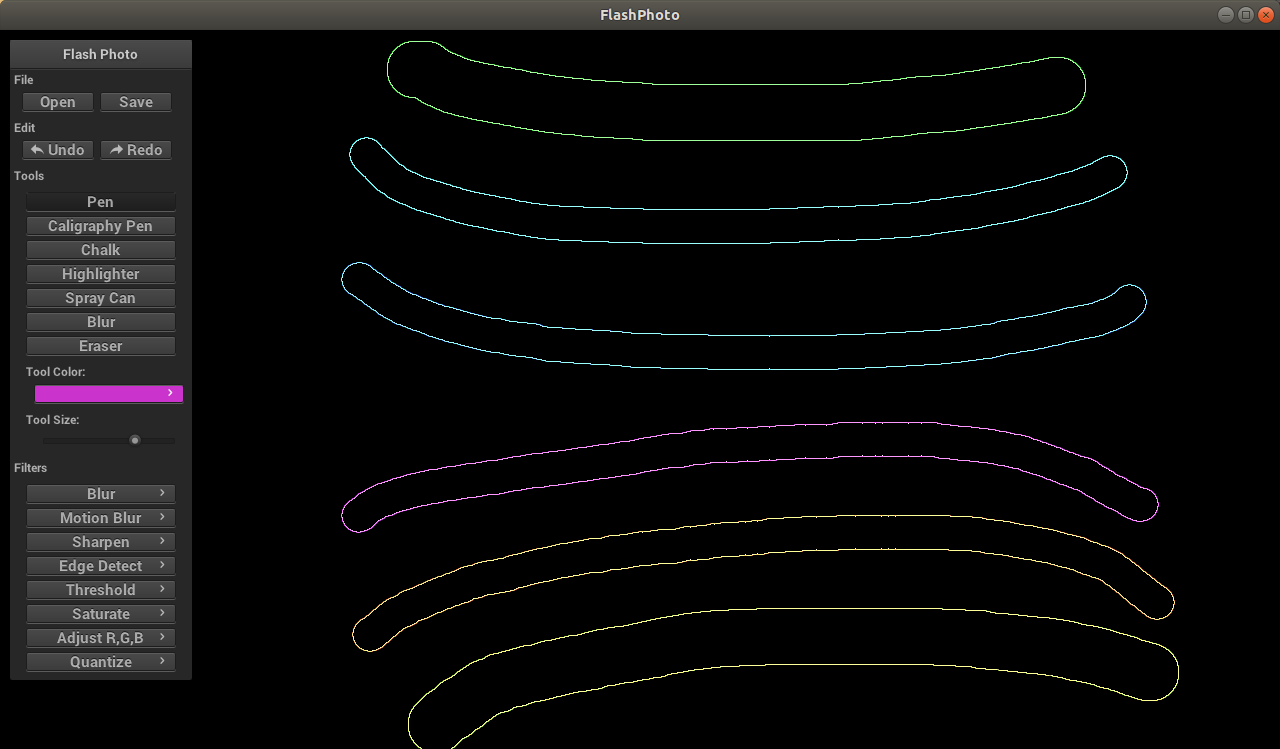 FlashPhoto
Flash Photo
File
Open Save
Edit
Undo Redo
Tools
Pen
Caligraphy Pen
Chalk
Highlighter
Spray Can
Blur
Eraser
Tool Color:
Tool Size:
Filters
Blur
Motion Blur
Sharpen
Edge Detect
Threshold
Saturate
Adjust R,G,B
Quantize